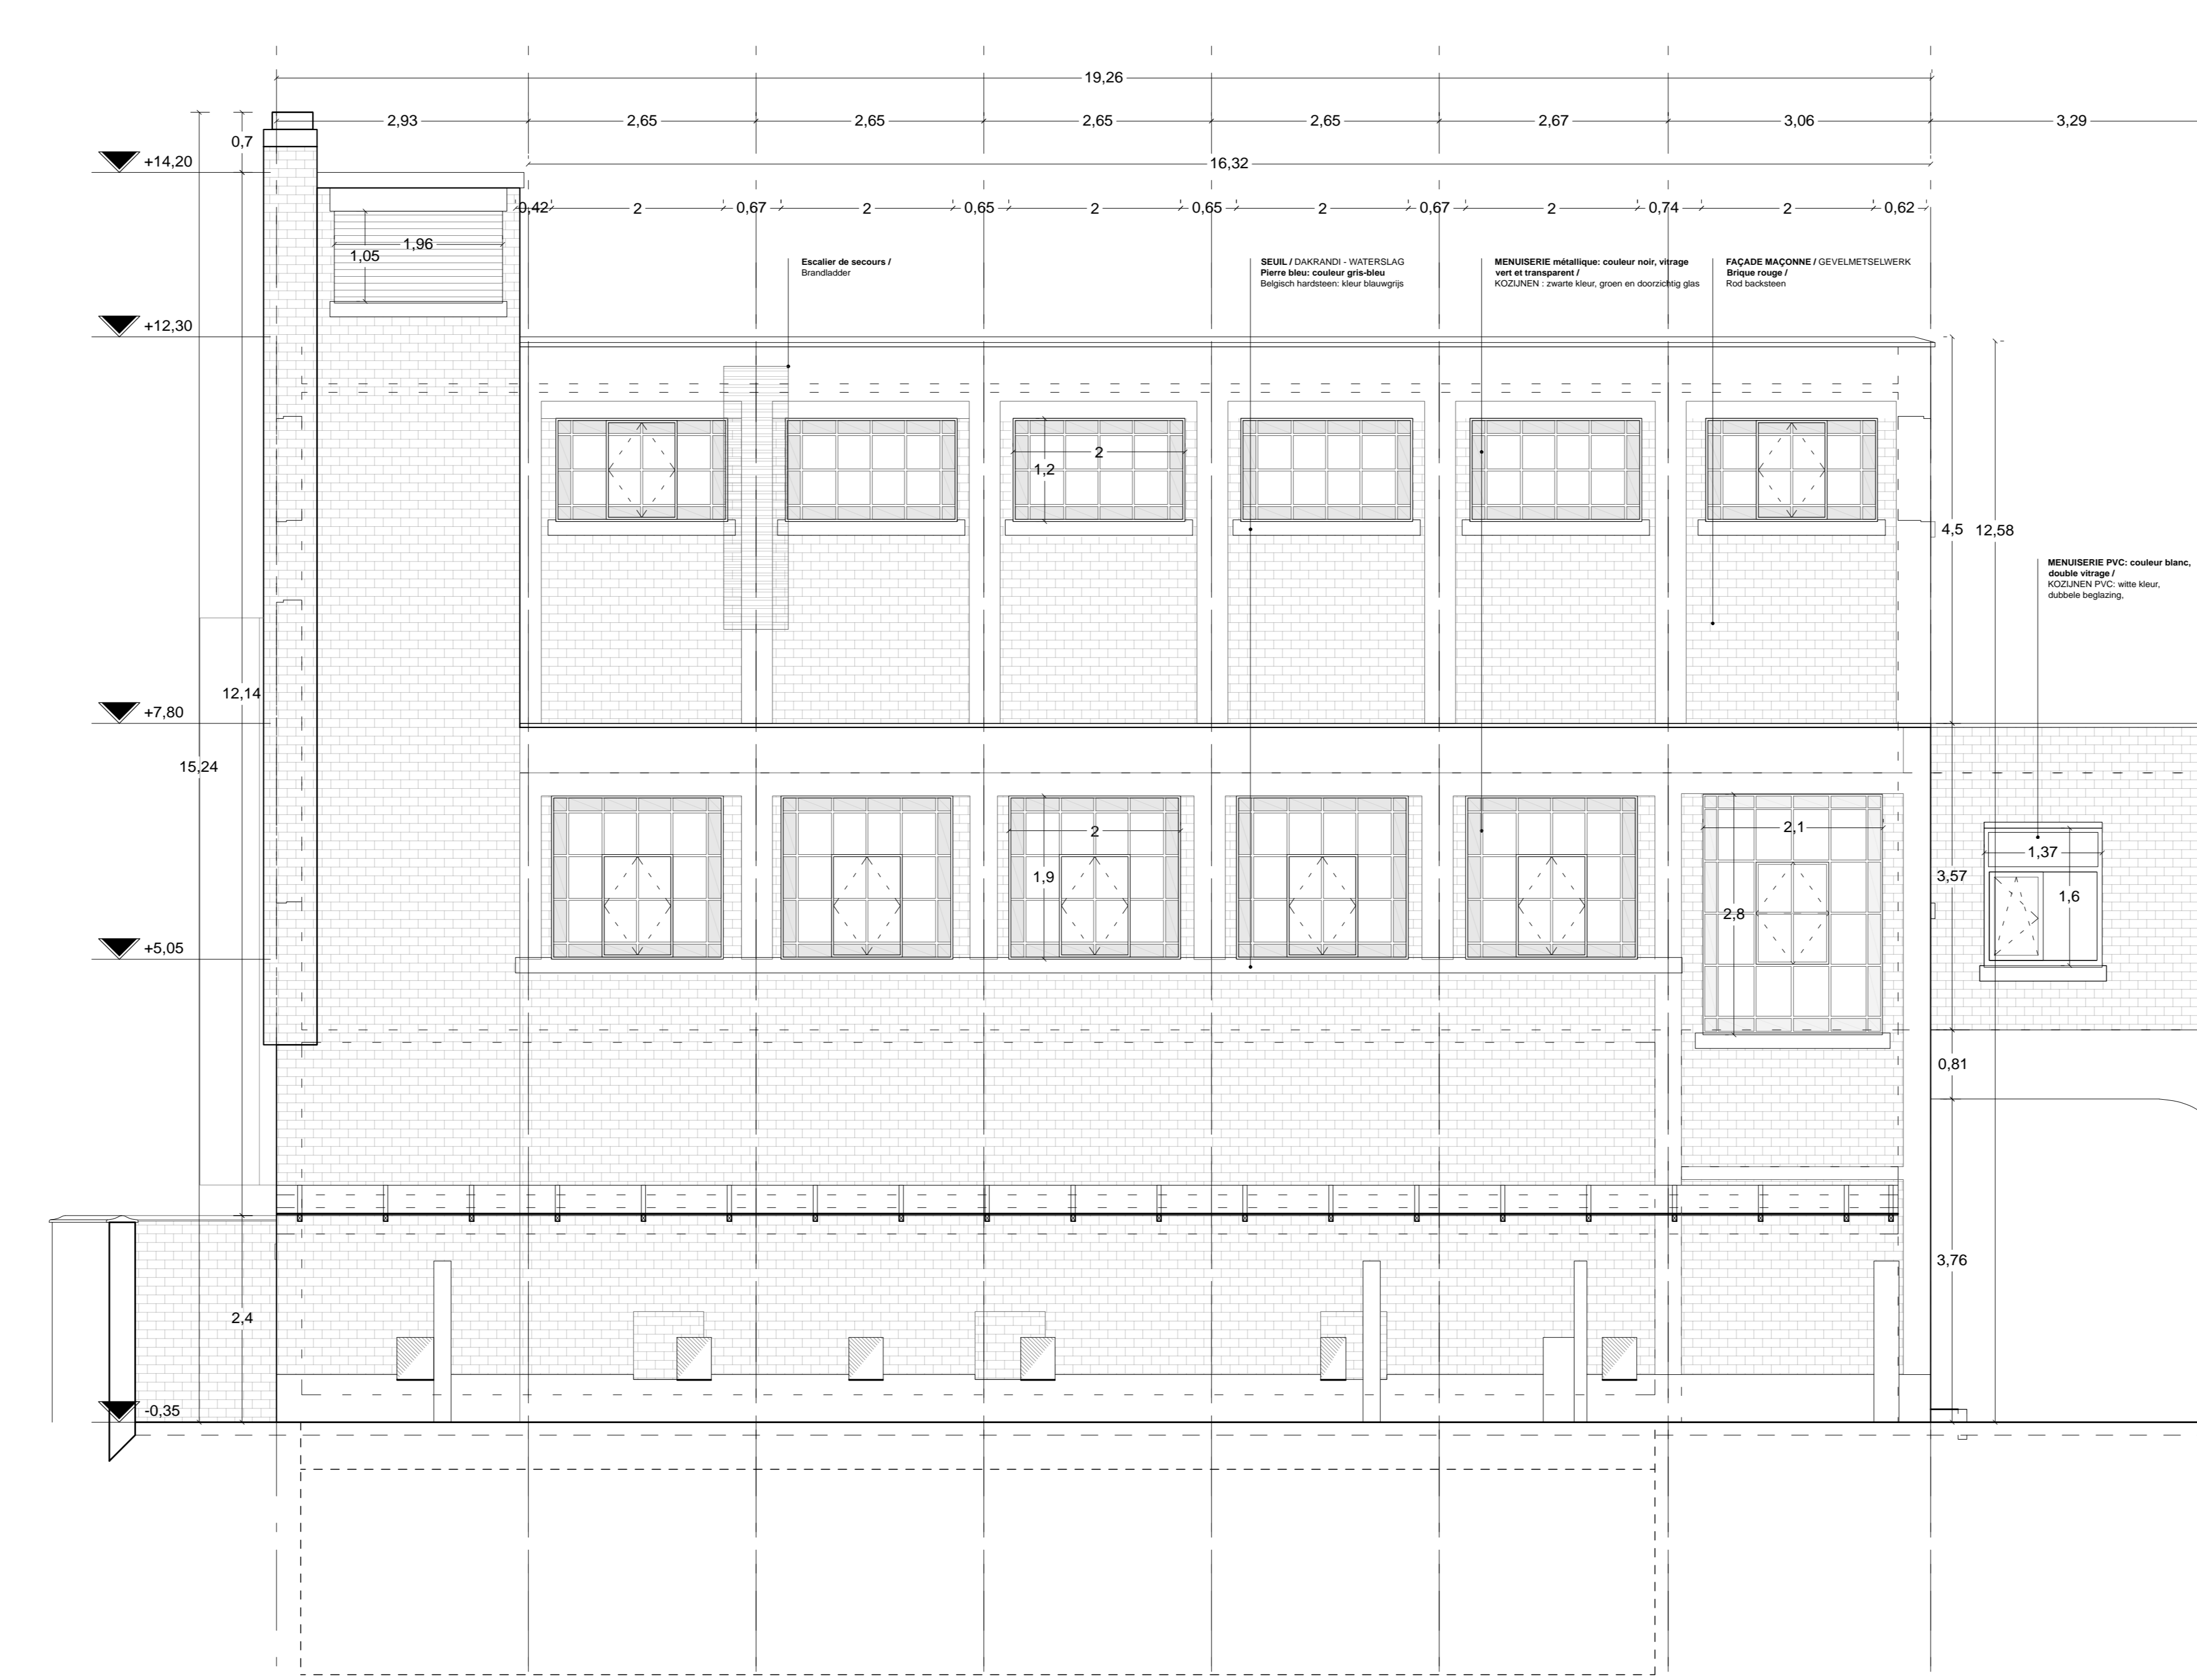 19,26
2,93 2,65 2,65 2,65 2,65 2,67 3,06 3,29
0,7
+14,20
16,32
0,42 2 0,67 2 0,65 2 0,65 2 0,67 2 0,74 2 0,62
1,96
1,05
Escalier de secours /
Brandladder
SEUIL / DAKRANDI - WATERSLAG
Pierre bleu: couleur gris-bleu
Belgisch hardsteen: kleur blauwgrijs
MENUISERIE métallique: couleur noir, vitrage
vert et transparent /
KOZIJNEN : zwarte kleur, groen en doorzichtig glas
FAÇADE MAÇONNE / GEVELMETSELWERK
Brique rouge /
Rod backsteen
+12,30
2
1,2
4,5 12,58
MENUISERIE PVC: couleur blanc,
double vitrage /
KOZIJNEN PVC: witte kleur,
dubbele beglazing,
12,14
+7,80
15,24
2 2,1
1,37
1,9 3,57
1,6
2,8
+5,05
0,81
3,76
2,4
-0,35